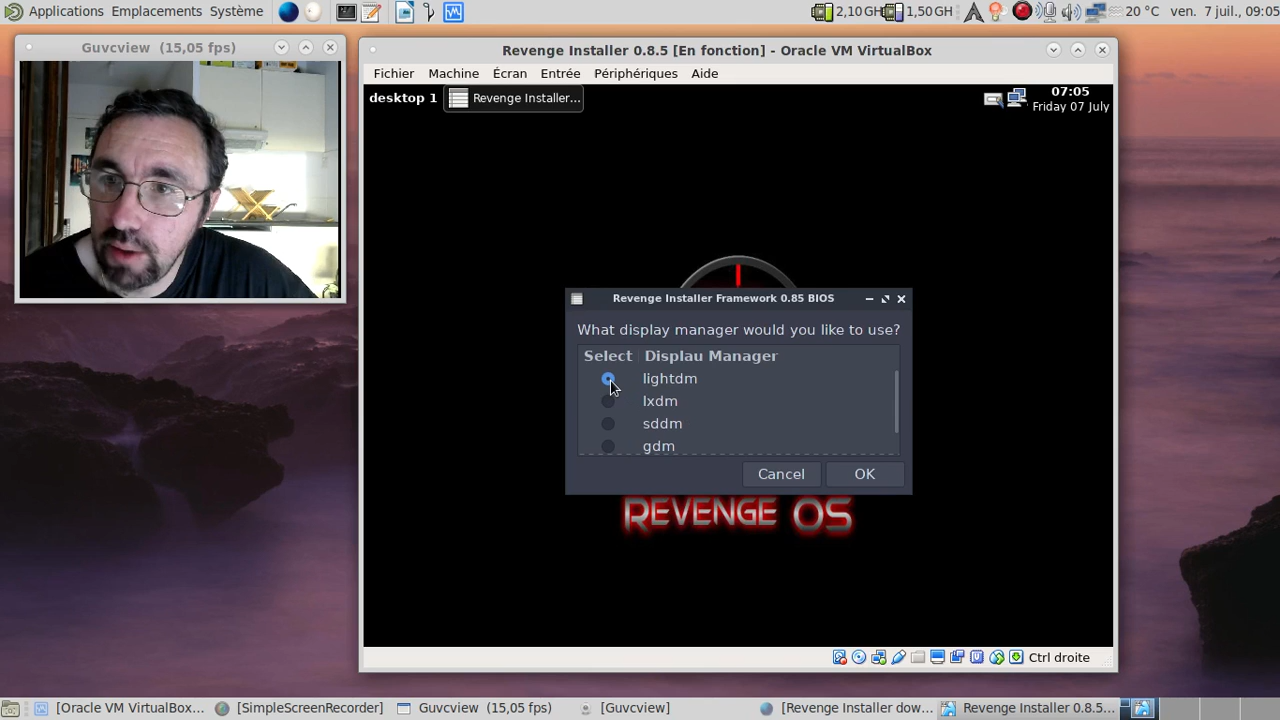 Applications Emplacements Système 2,10 GH 1,50 GH 20 °C ven. 7 juil., 09:05
Guvcview (15,05 fps)
Revenge Installer 0.8.5 [En fonction] - Oracle VM VirtualBox
Fichier Machine Écran Entrée Périphériques Aide
desktop 1 Revenge Installer... 07:05
Friday 07 July
Revenge Installer Framework 0.85 BIOS
What display manager would you like to use?
Select Displau Manager
lightdm
lxdm
sddm
gdm
Cancel OK
REVENGE OS
Ctrl droite
[Oracle VM VirtualBox... [SimpleScreenRecorder] Guvcview (15,05 fps) [Guvcview] [Revenge Installer dow... Revenge Installer 0.8.5...